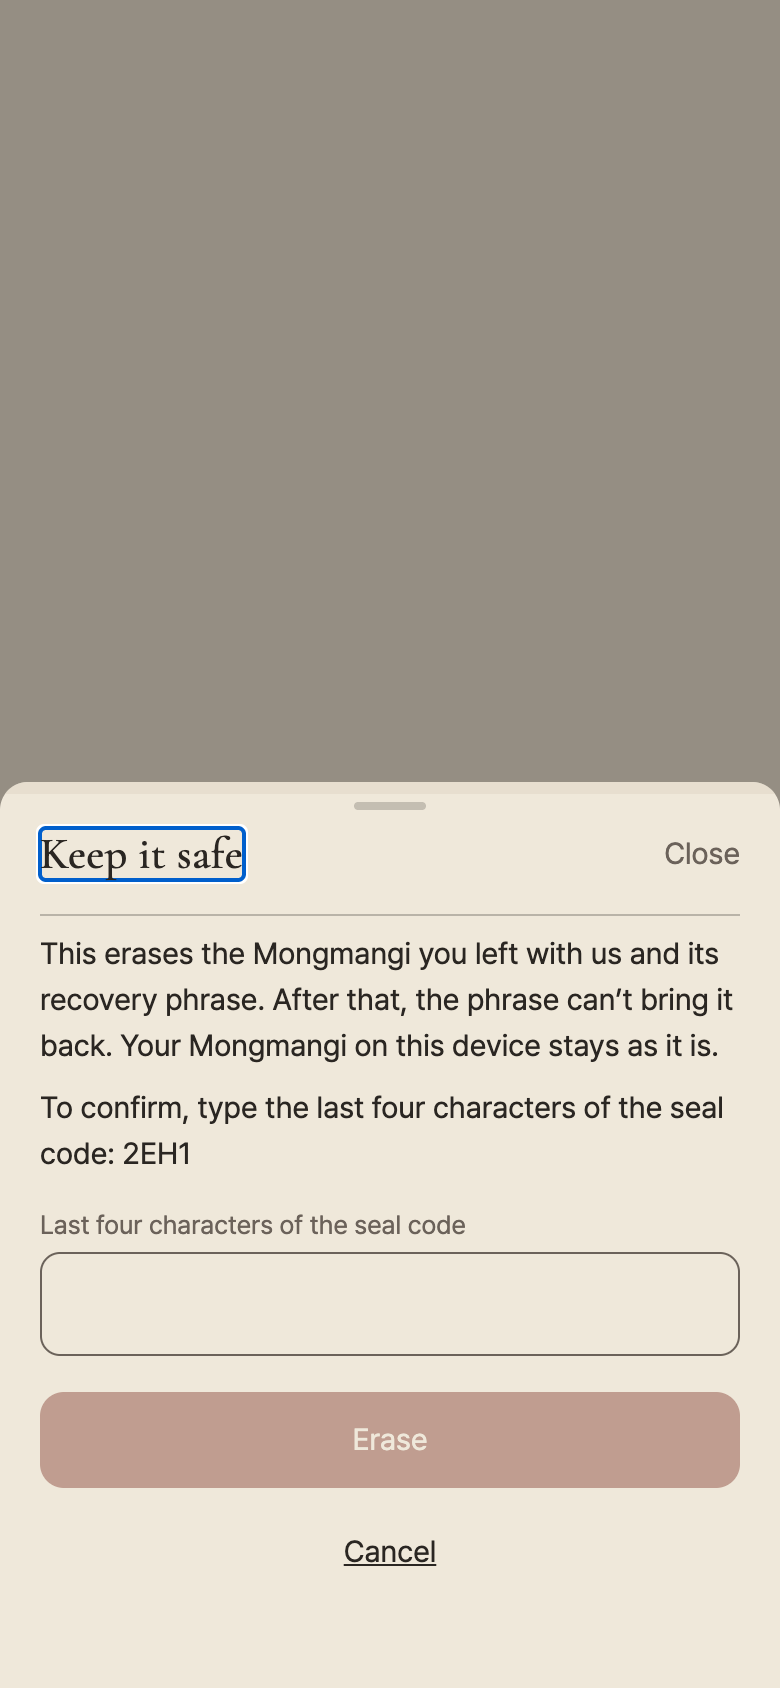 Keep it safe
Close
This erases the Mongmangi you left with us and its
recovery phrase. After that, the phrase can’t bring it
back. Your Mongmangi on this device stays as it is.
To confirm, type the last four characters of the seal
code: 2EH1
Last four characters of the seal code
Erase
Cancel